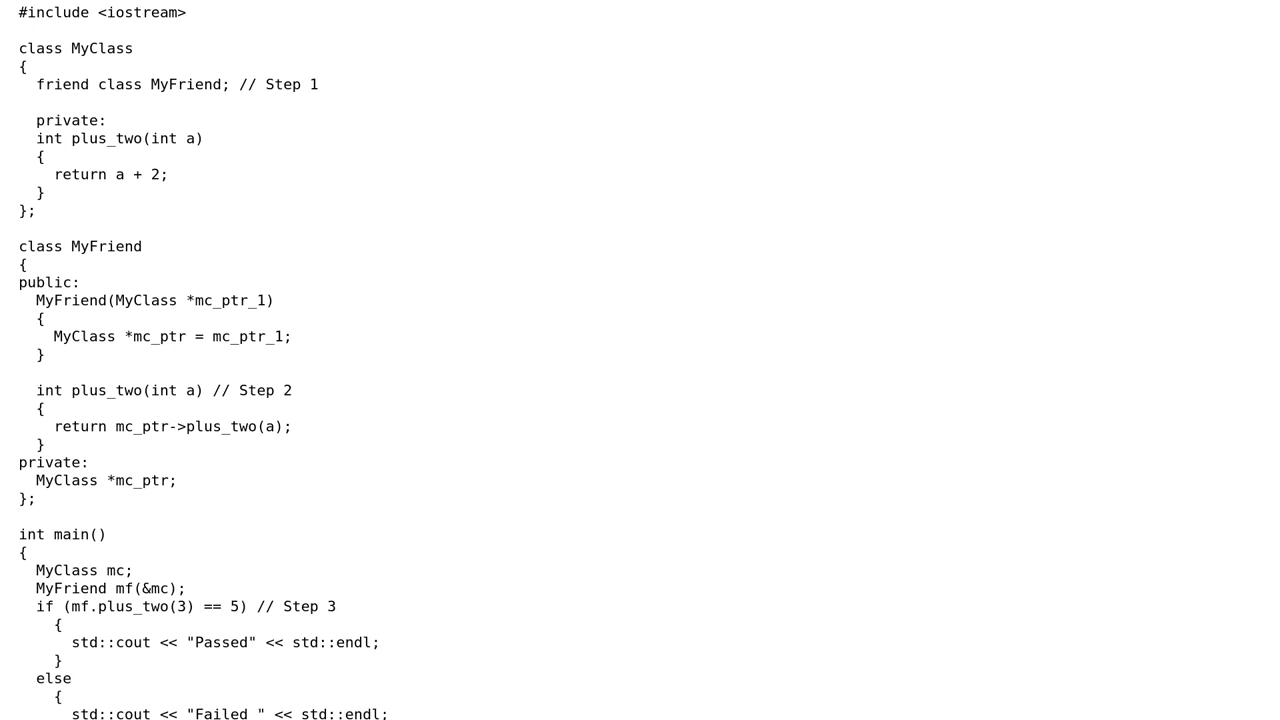 #include <iostream>
class MyClass
{
friend class MyFriend; // Step 1
private:
int plus_two(int a)
{
return a + 2;
}
};
class MyFriend
{
public:
MyFriend(MyClass *mc_ptr_1)
{
MyClass *mc_ptr = mc_ptr_1;
}
int plus_two(int a) // Step 2
{
return mc_ptr->plus_two(a);
}
private:
MyClass *mc_ptr;
};
int main()
{
MyClass mc;
MyFriend mf(&mc);
if (mf.plus_two(3) == 5) // Step 3
{
std::cout << "Passed" << std::endl;
}
else
{
std::cout << "Failed " << std::endl;